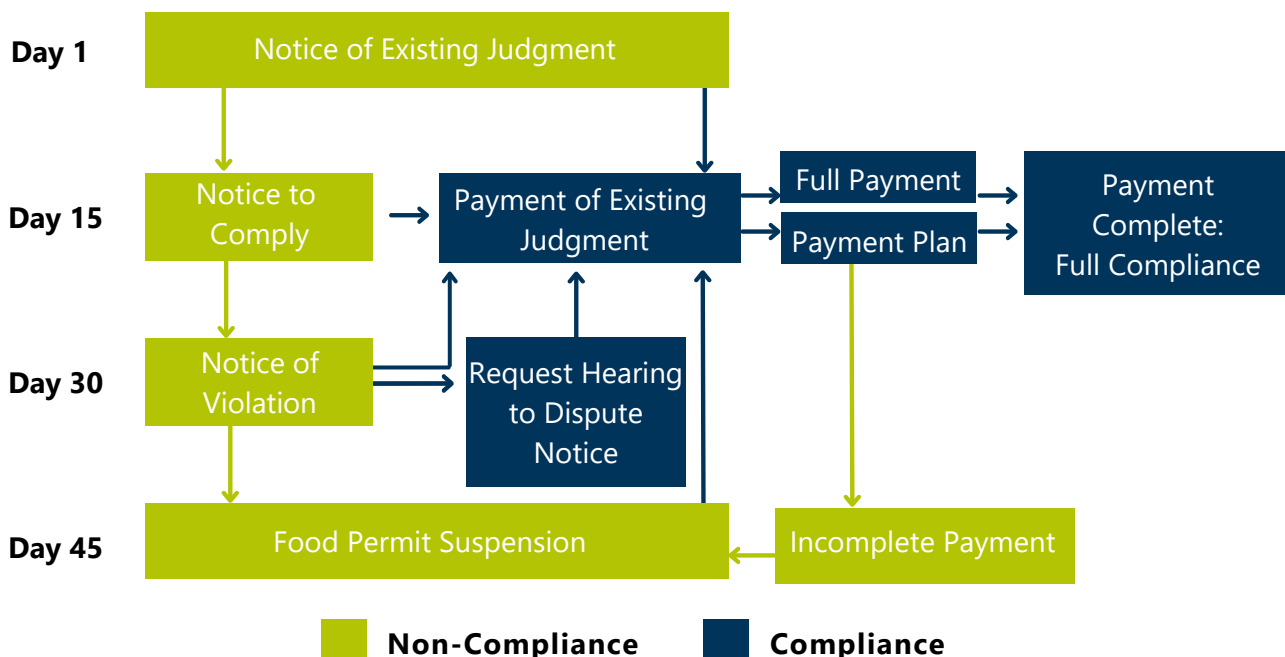 Day 1
Notice of Existing Judgment
Day 15
Notice to
Comply
Payment of Existing
Judgment
Full Payment
Payment Plan
Payment
Complete:
Full Compliance
Day 30
Notice of
Violation
Request Hearing
to Dispute
Notice
Day 45
Food Permit Suspension
Incomplete Payment
Non-Compliance
Compliance